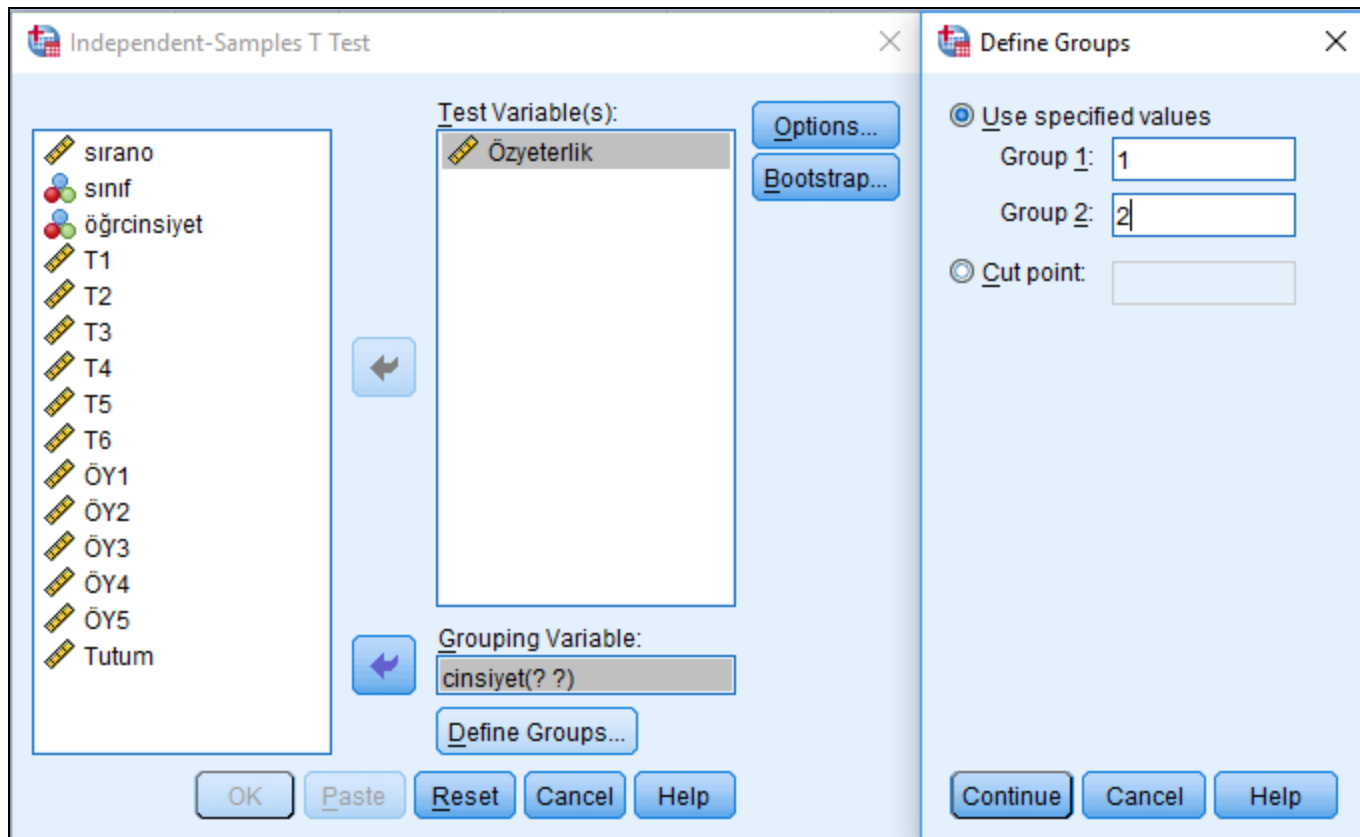 Independent-Samples T Test
sırano
sınıf
öğrcinsiyet
T1
T2
T3
T4
T5
T6
ÖY1
ÖY2
ÖY3
ÖY4
ÖY5
Tutum
Test Variable(s):
Özyeterlik
Grouping Variable:
cinsiyet(? ?)
Define Groups...
Options...
Bootstrap...
OK Paste Reset Cancel Help
Define Groups
Use specified values
Group 1: 1
Group 2: 2
Cut point:
Continue Cancel Help